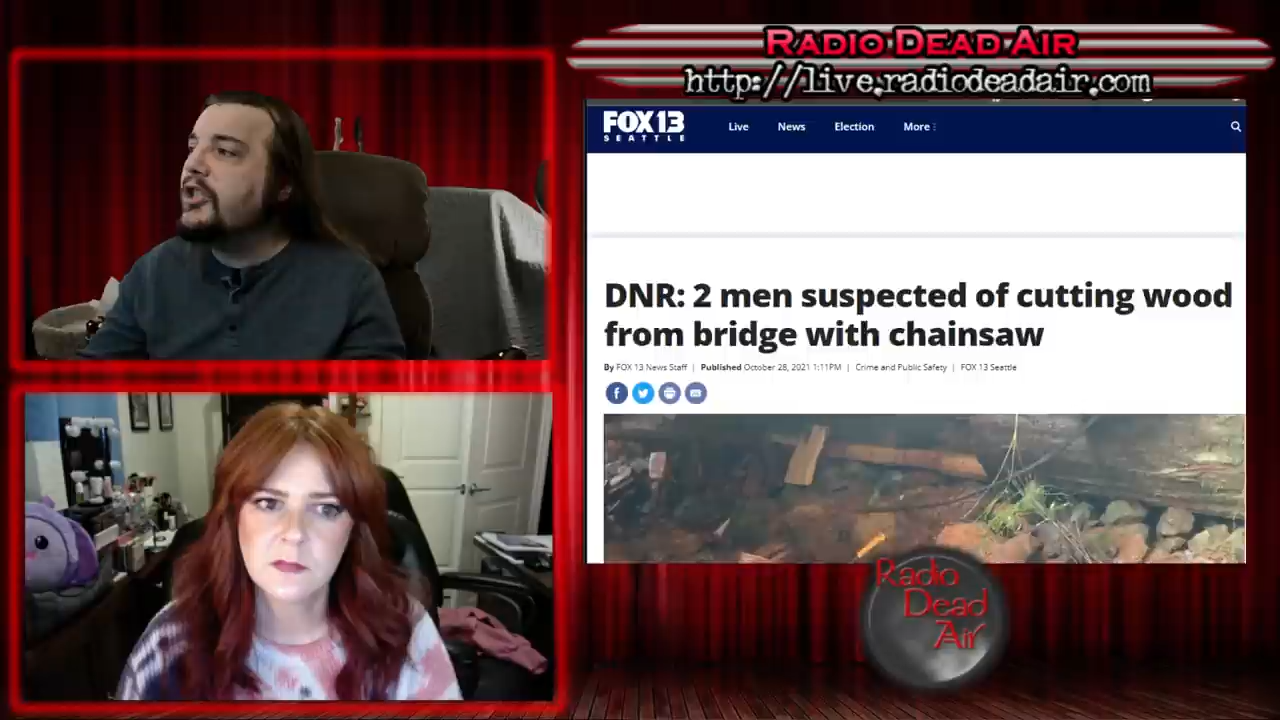 RADIO DEAD AIR
http://live.radiodeadair.com
FOX 13
SEATTLE
Live News Election More
DNR: 2 men suspected of cutting wood
from bridge with chainsaw
By FOX 13 News Staff | Published October 28, 2021 1:11PM | Crime and Public Safety | FOX 13 Seattle
Radio
Dead
Air